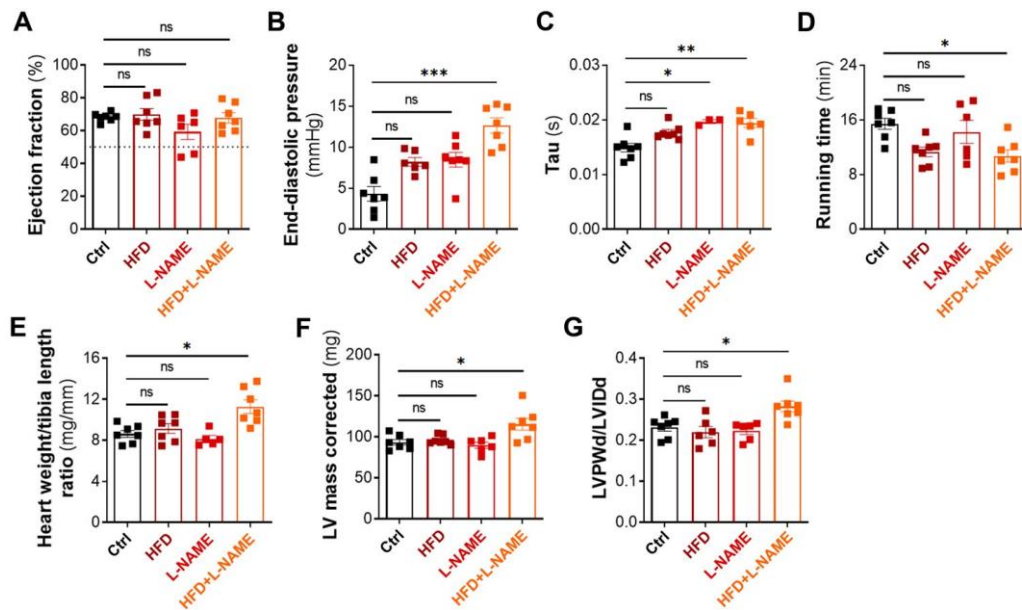 A
Ejection fraction (%)
100
80
60
40
20
0
ns
ns
ns
Ctrl
HFD
L-NAME
HFD+L-NAME
B
End-diastolic pressure
(mmHg)
20
15
10
5
0
***
ns
ns
Ctrl
HFD
L-NAME
HFD+L-NAME
C
Tau (s)
0.03
0.02
0.01
0.00
**
*
ns
Ctrl
HFD
L-NAME
HFD+L-NAME
D
Running time (min)
24
18
12
6
0
*
ns
ns
Ctrl
HFD
L-NAME
HFD+L-NAME
E
Heart weight/tibia length
ratio (mg/mm)
16
12
8
4
0
*
ns
ns
Ctrl
HFD
L-NAME
HFD+L-NAME
F
LV mass corrected (mg)
200
150
100
50
0
*
ns
ns
Ctrl
HFD
L-NAME
HFD+L-NAME
G
LVPWd/LVIDd
0.4
0.3
0.2
0.1
0.0
*
ns
ns
Ctrl
HFD
L-NAME
HFD+L-NAME